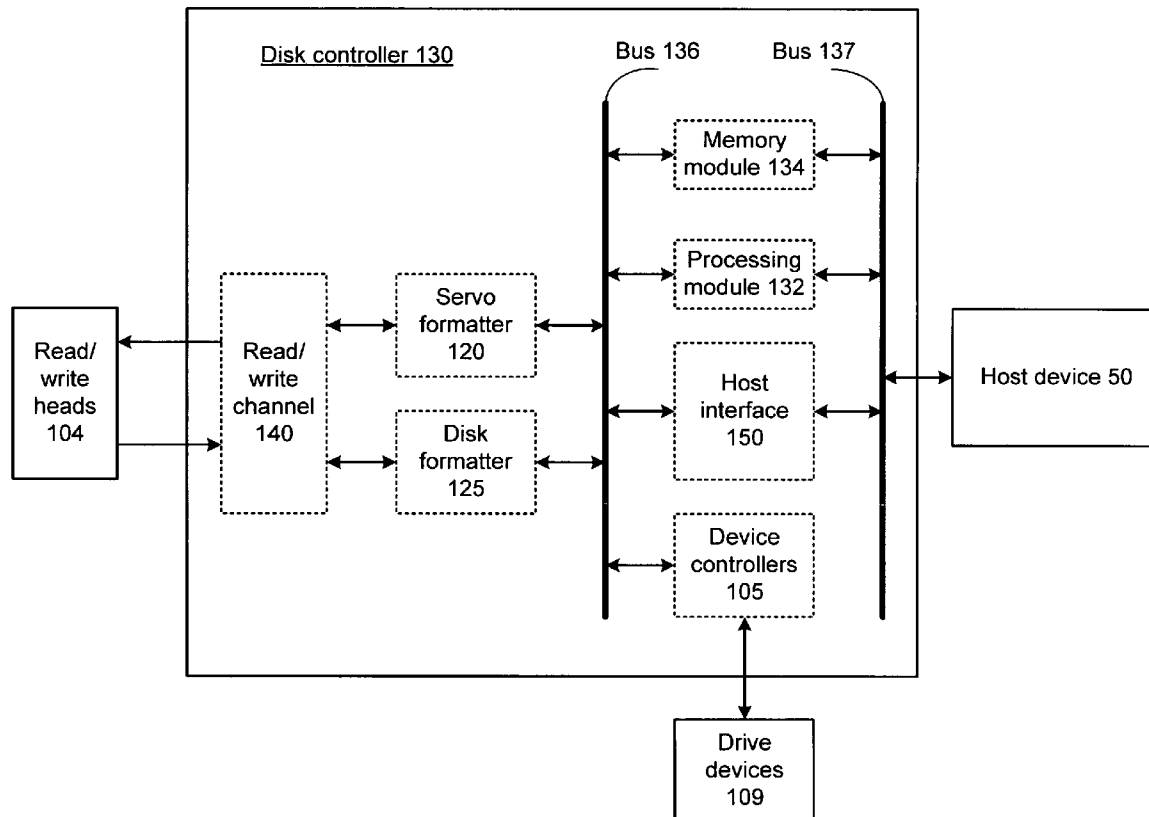 Disk controller 130
Bus 136
Bus 137
Memory
module 134
Processing
module 132
Read/
write
heads
104
Read/
write
channel
140
Servo
formatter
120
Disk
formatter
125
Host
interface
150
Host device 50
Device
controllers
105
Drive
devices
109